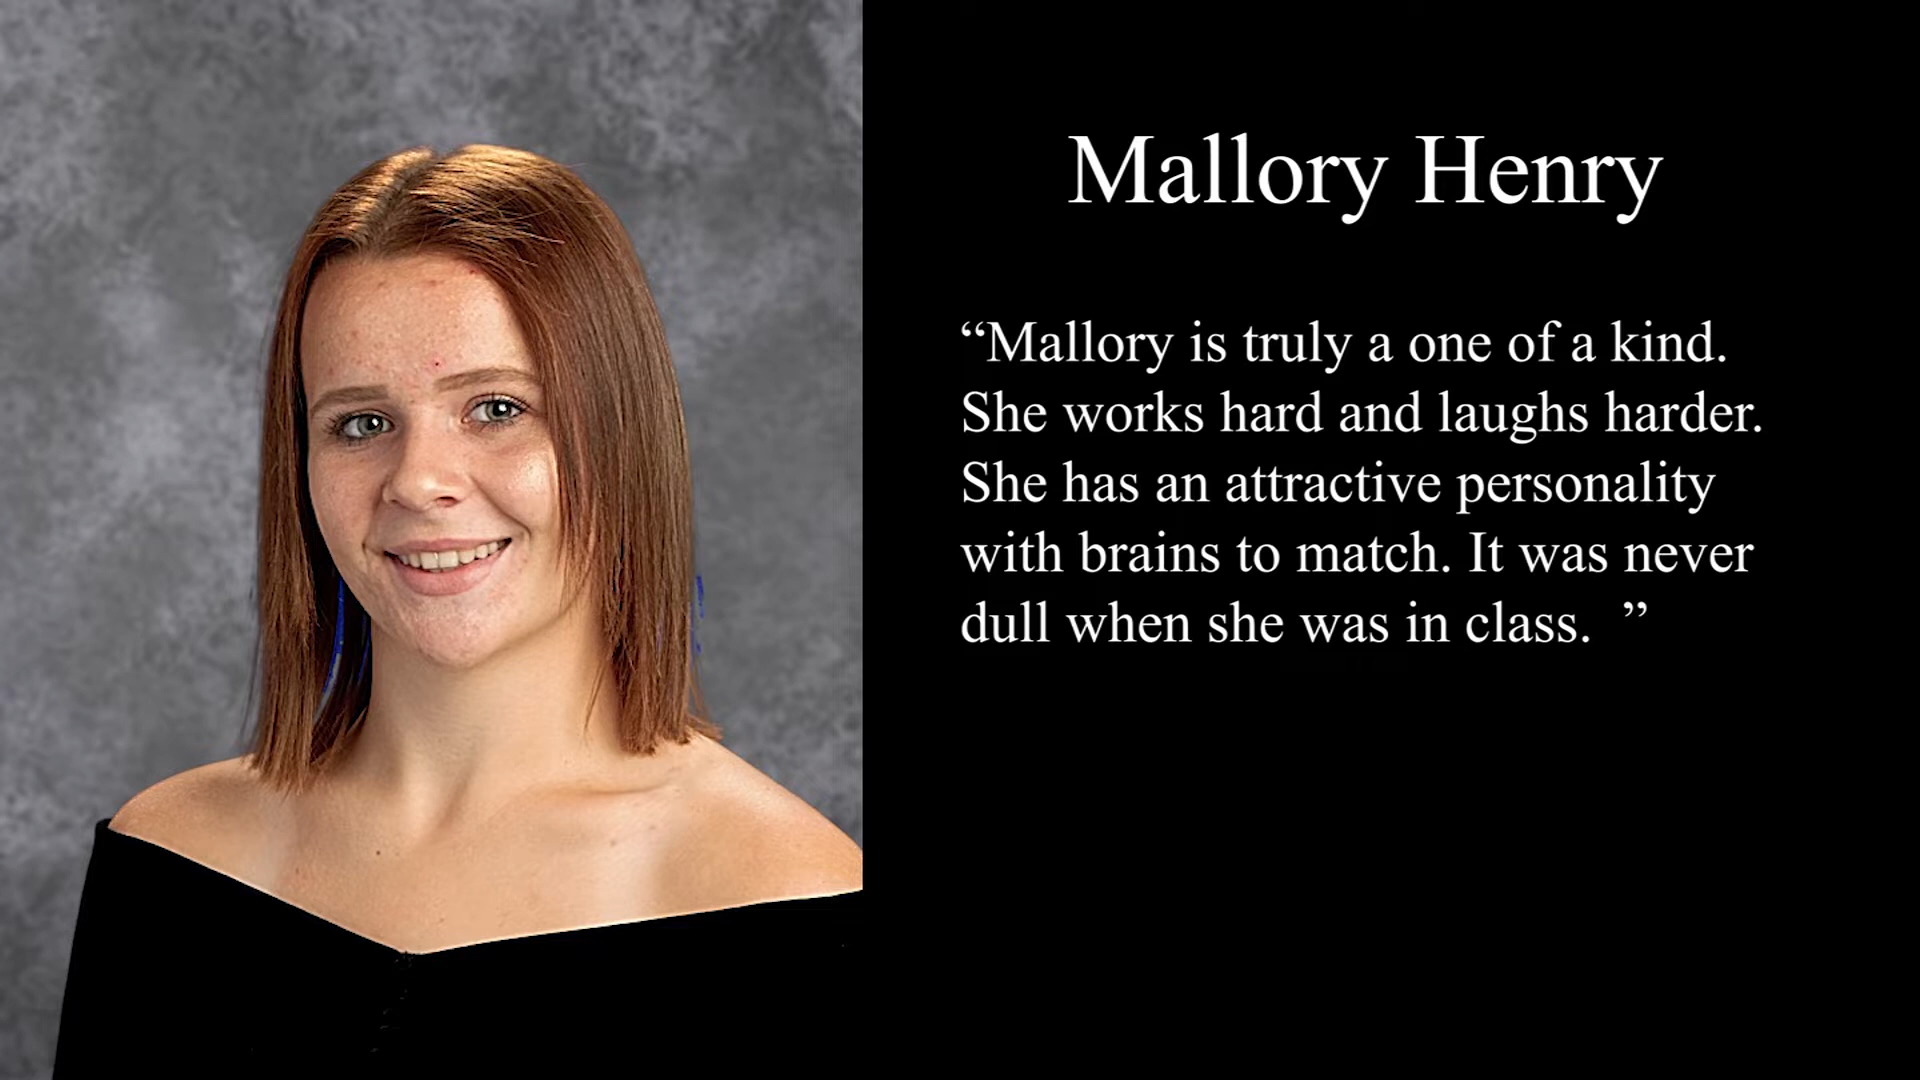 Mallory Henry
“Mallory is truly a one of a kind.
She works hard and laughs harder.
She has an attractive personality
with brains to match. It was never
dull when she was in class.  ”